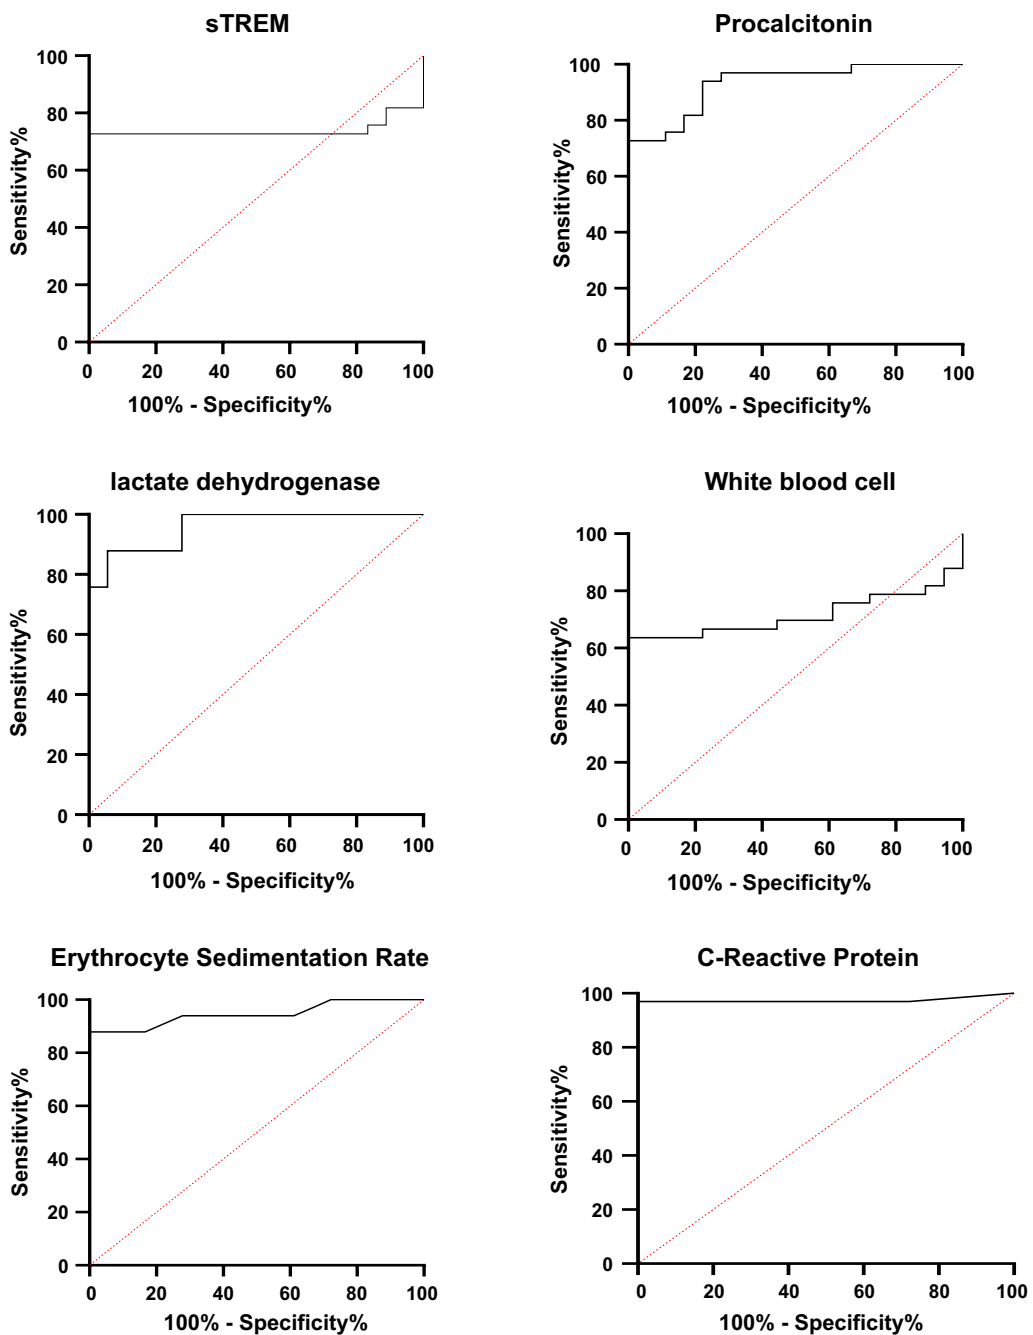 sTREM
100
80
60
40
20
0
Sensitivity%
0 20 40 60 80 100
100% - Specificity%
Procalcitonin
100
80
60
40
20
0
Sensitivity%
0 20 40 60 80 100
100% - Specificity%
lactate dehydrogenase
100
80
60
40
20
0
Sensitivity%
0 20 40 60 80 100
100% - Specificity%
White blood cell
100
80
60
40
20
0
Sensitivity%
0 20 40 60 80 100
100% - Specificity%
Erythrocyte Sedimentation Rate
100
80
60
40
20
0
Sensitivity%
0 20 40 60 80 100
100% - Specificity%
C-Reactive Protein
100
80
60
40
20
0
Sensitivity%
0 20 40 60 80 100
100% - Specificity%